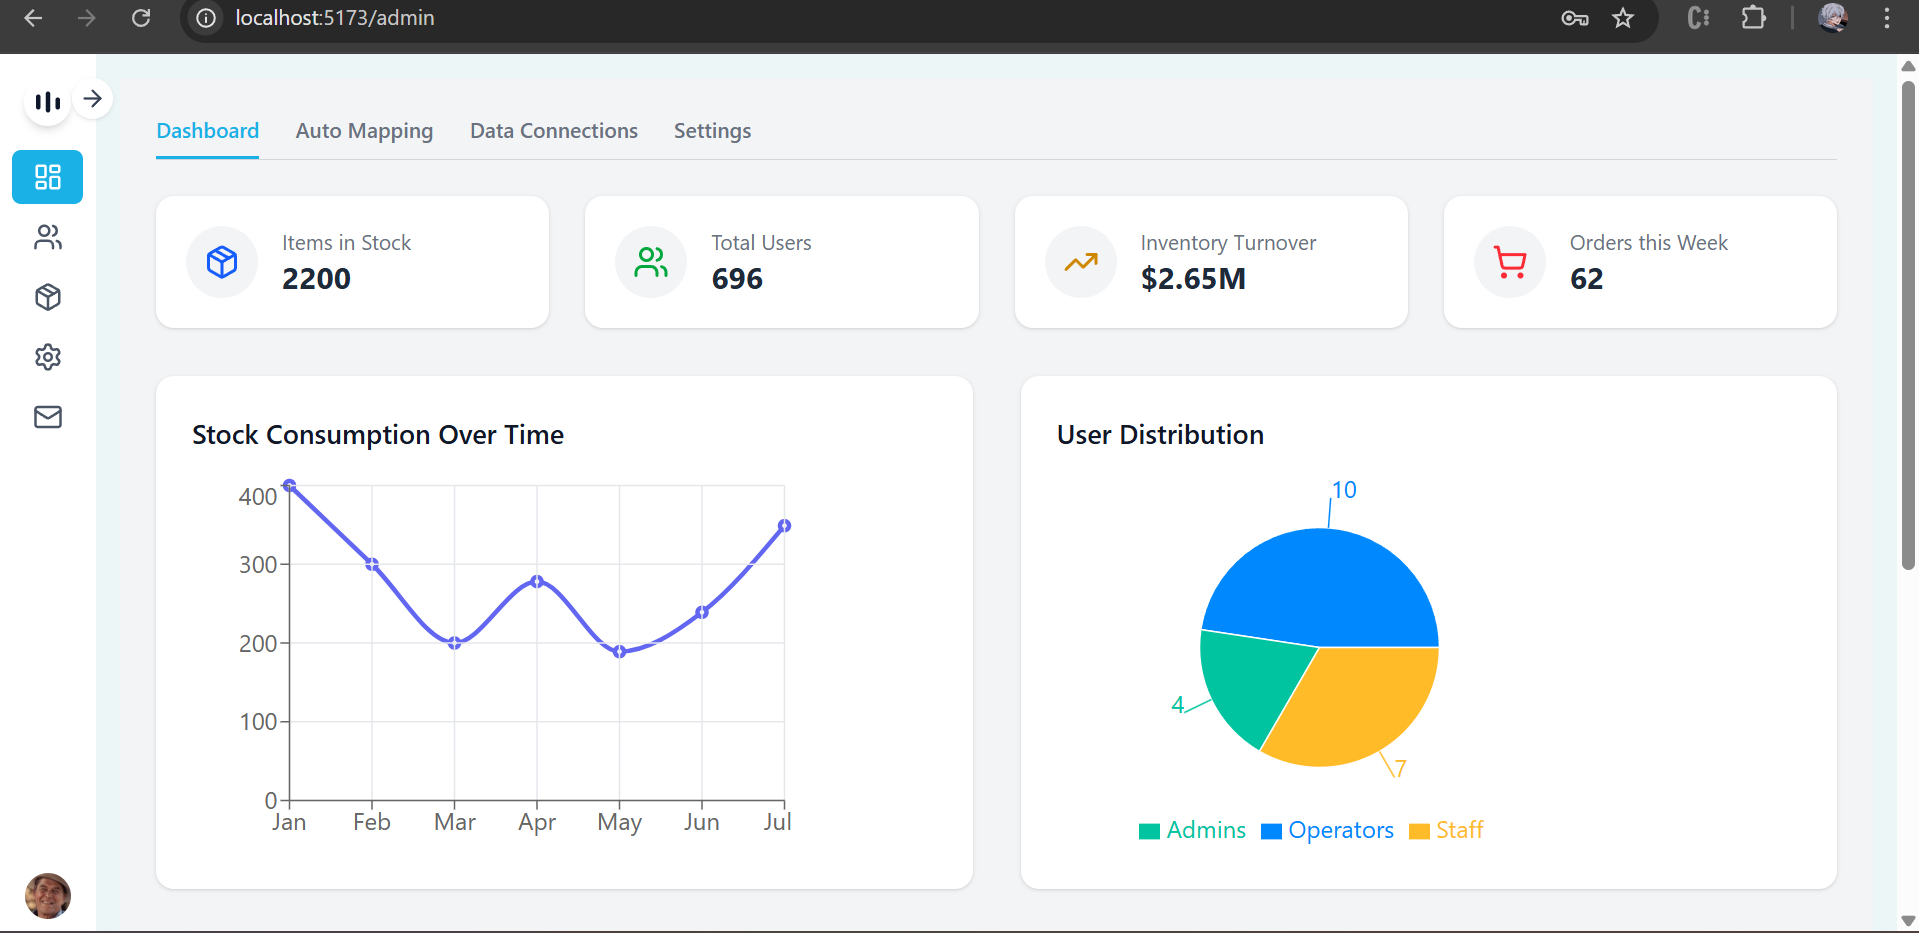 localhost:5173/admin
Dashboard Auto Mapping Data Connections Settings
Items in Stock
2200
Total Users
696
Inventory Turnover
$2.65M
Orders this Week
62
Stock Consumption Over Time
400
300
200
100
0
Jan Feb Mar Apr May Jun Jul
User Distribution
10
4
7
Admins Operators Staff